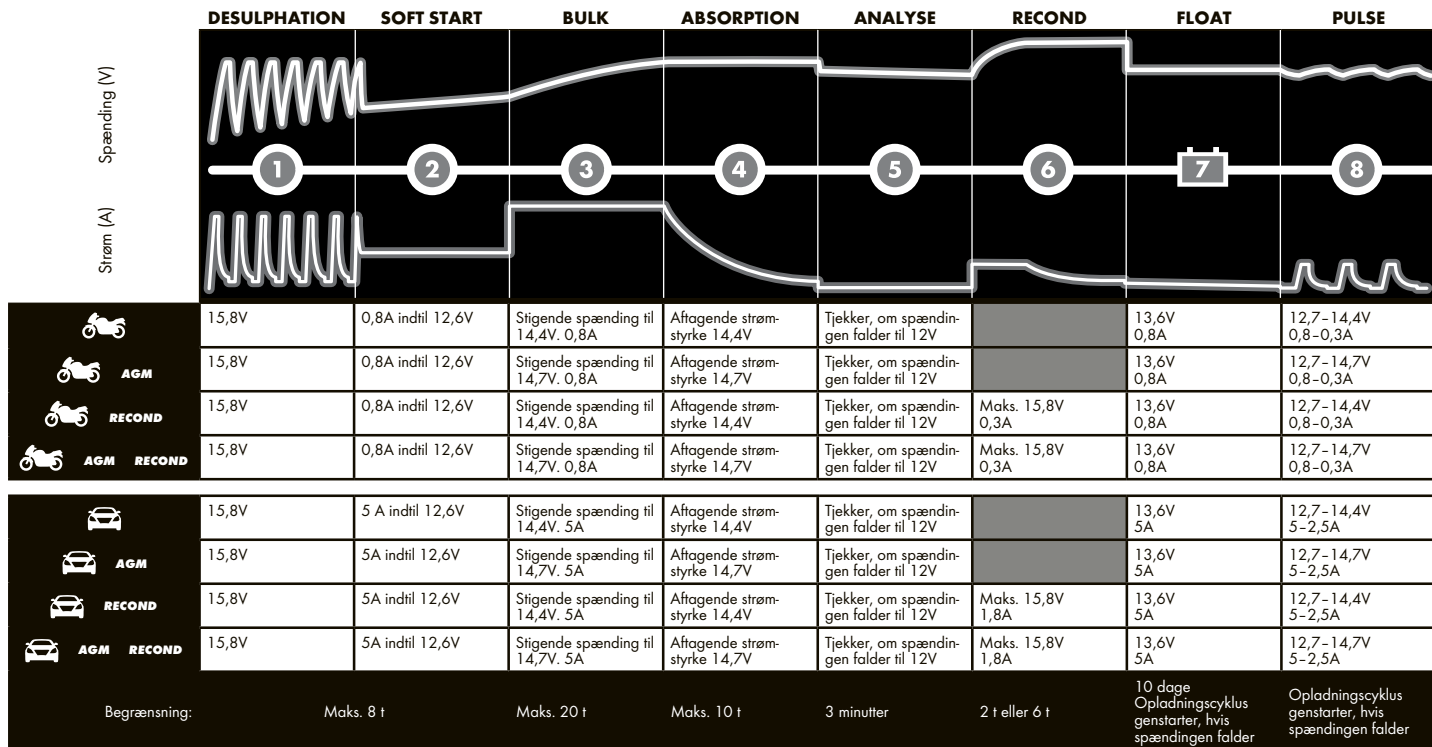 DESULPHATION SOFT START BULK ABSORPTION ANALYSE RECOND FLOAT PULSE
Spænding (V)
1 2 3 4 5 6 7 8
Strøm (A)
15,8V 0,8A indtil 12,6V Stigende spænding til Aftagende strøm- Tjekker, om spændin- 13,6V 12,7–14,4V
14,4V. 0,8A styrke 14,4V gen falder til 12V 0,8A 0,8–0,3A
AGM 15,8V 0,8A indtil 12,6V Stigende spænding til Aftagende strøm- Tjekker, om spændin- 13,6V 12,7–14,7V
14,7V. 0,8A styrke 14,7V gen falder til 12V 0,8A 0,8–0,3A
RECOND 15,8V 0,8A indtil 12,6V Stigende spænding til Aftagende strøm- Tjekker, om spændin- Maks. 15,8V 13,6V 12,7–14,4V
14,4V. 0,8A styrke 14,4V gen falder til 12V 0,3A 0,8A 0,8–0,3A
AGM RECOND 15,8V 0,8A indtil 12,6V Stigende spænding til Aftagende strøm- Tjekker, om spændin- Maks. 15,8V 13,6V 12,7–14,7V
14,7V. 0,8A styrke 14,7V gen falder til 12V 0,3A 0,8A 0,8–0,3A
15,8V 5 A indtil 12,6V Stigende spænding til Aftagende strøm- Tjekker, om spændin- 13,6V 12,7–14,4V
14,4V. 5A styrke 14,4V gen falder til 12V 5A 5–2,5A
AGM 15,8V 5A indtil 12,6V Stigende spænding til Aftagende strøm- Tjekker, om spændin- 13,6V 12,7–14,7V
14,7V. 5A styrke 14,7V gen falder til 12V 5A 5–2,5A
RECOND 15,8V 5A indtil 12,6V Stigende spænding til Aftagende strøm- Tjekker, om spændin- Maks. 15,8V 13,6V 12,7–14,4V
14,4V. 5A styrke 14,4V gen falder til 12V 1,8A 5A 5–2,5A
AGM RECOND 15,8V 5A indtil 12,6V Stigende spænding til Aftagende strøm- Tjekker, om spændin- Maks. 15,8V 13,6V 12,7–14,7V
14,7V. 5A styrke 14,7V gen falder til 12V 1,8A 5A 5–2,5A
Begrænsning: Maks. 8 t Maks. 20 t Maks. 10 t 3 minutter 2 t eller 6 t
10 dage
Opladningscyklus
genstarter, hvis
spændingen falder
Opladningscyklus
genstarter, hvis
spændingen falder